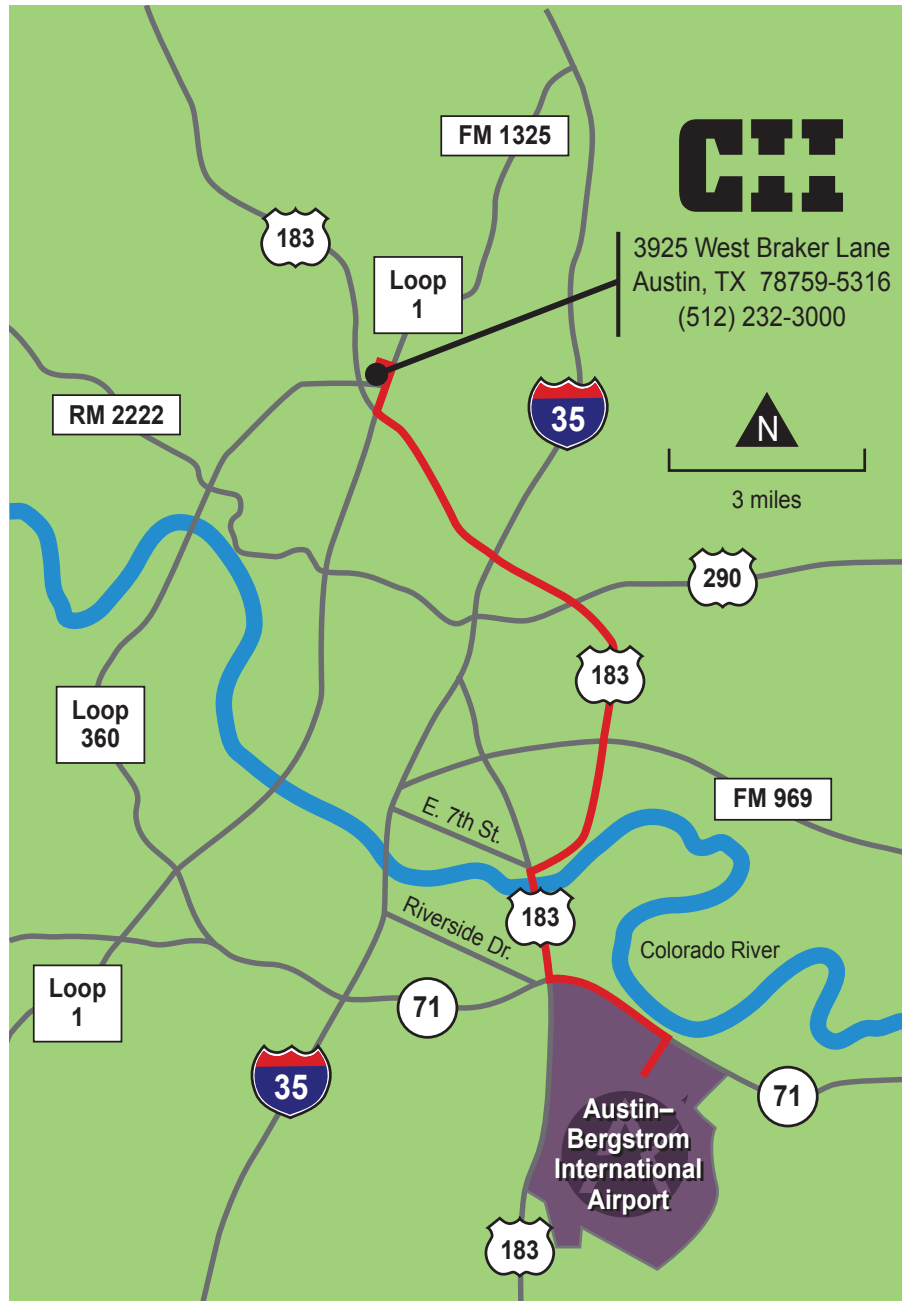 FM 1325
CII
183
3925 West Braker Lane
Austin, TX 78759-5316
(512) 232-3000
Loop
1
RM 2222
35
N
3 miles
290
183
Loop
360
FM 969
E. 7th St.
183
Riverside Dr.
Colorado River
Loop
1
71
35
71
Austin–
Bergstrom
International
Airport
183